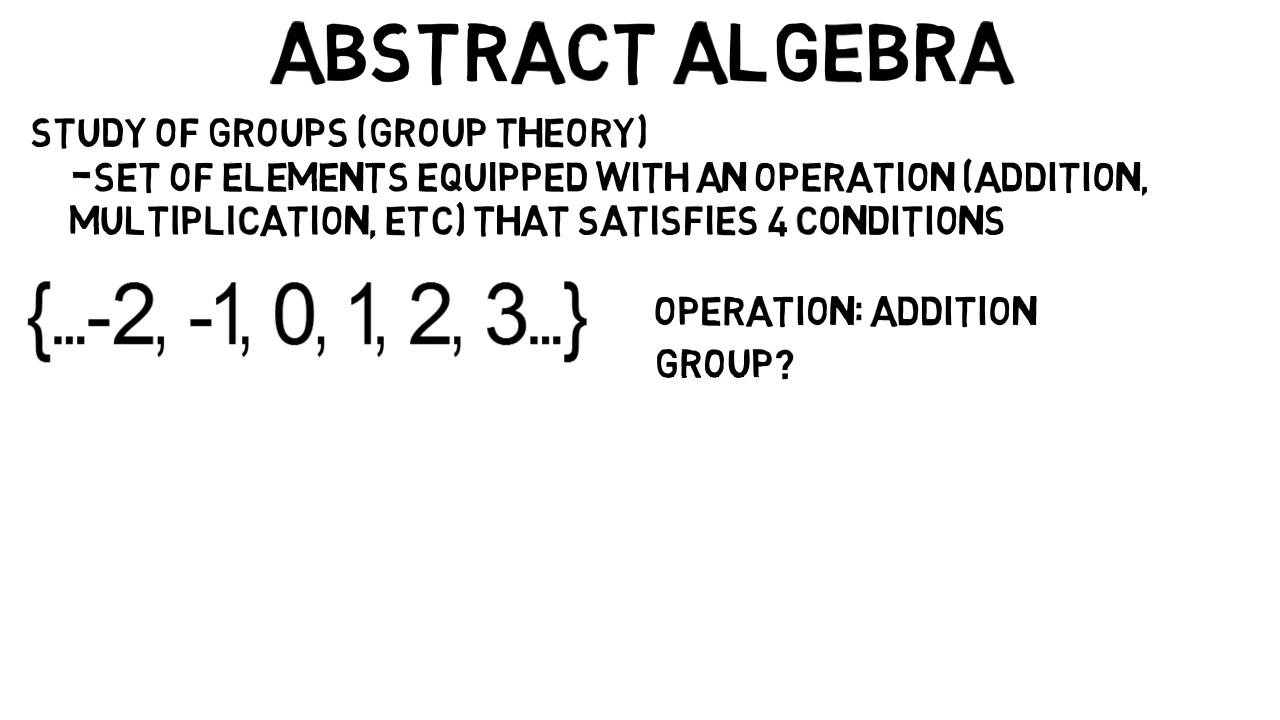 ABSTRACT ALGEBRA
STUDY OF GROUPS (GROUP THEORY)
-SET OF ELEMENTS EQUIPPED WITH AN OPERATION (ADDITION,
MULTIPLICATION, ETC) THAT SATISFIES 4 CONDITIONS
{...-2, -1, 0, 1, 2, 3...}
OPERATION: ADDITION
GROUP?